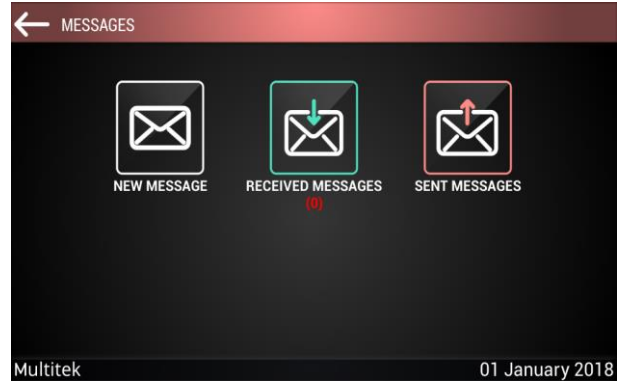 MESSAGES
NEW MESSAGE
RECEIVED MESSAGES
(0)
SENT MESSAGES
Multitek
01 January 2018